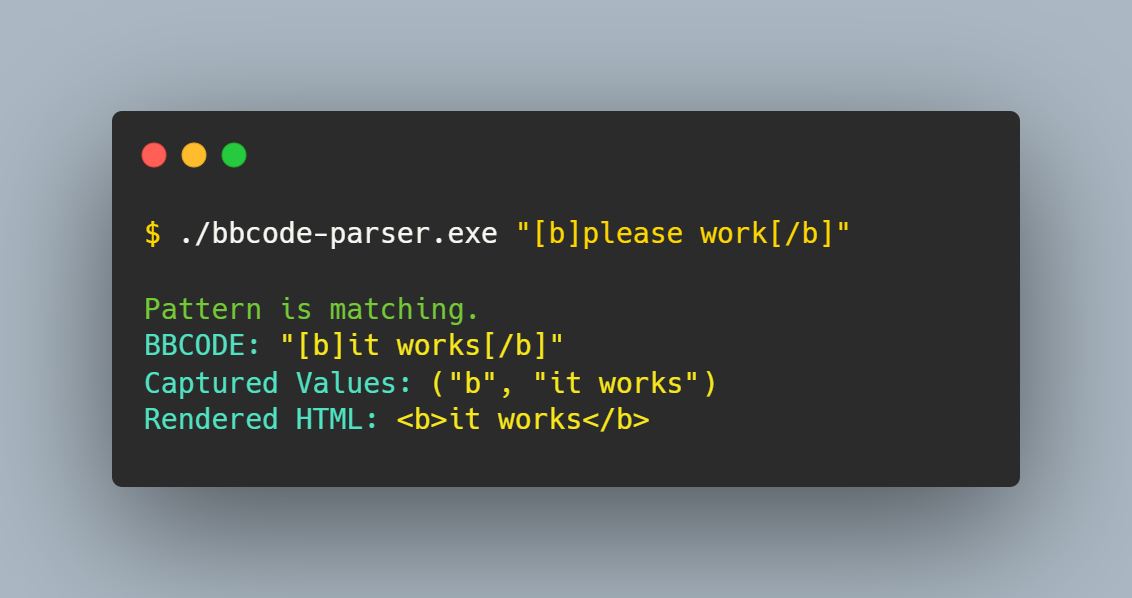 $ ./bbcode-parser.exe "[b]please work[/b]"
Pattern is matching.
BBCODE: "[b]it works[/b]"
Captured Values: ("b", "it works")
Rendered HTML: <b>it works</b>